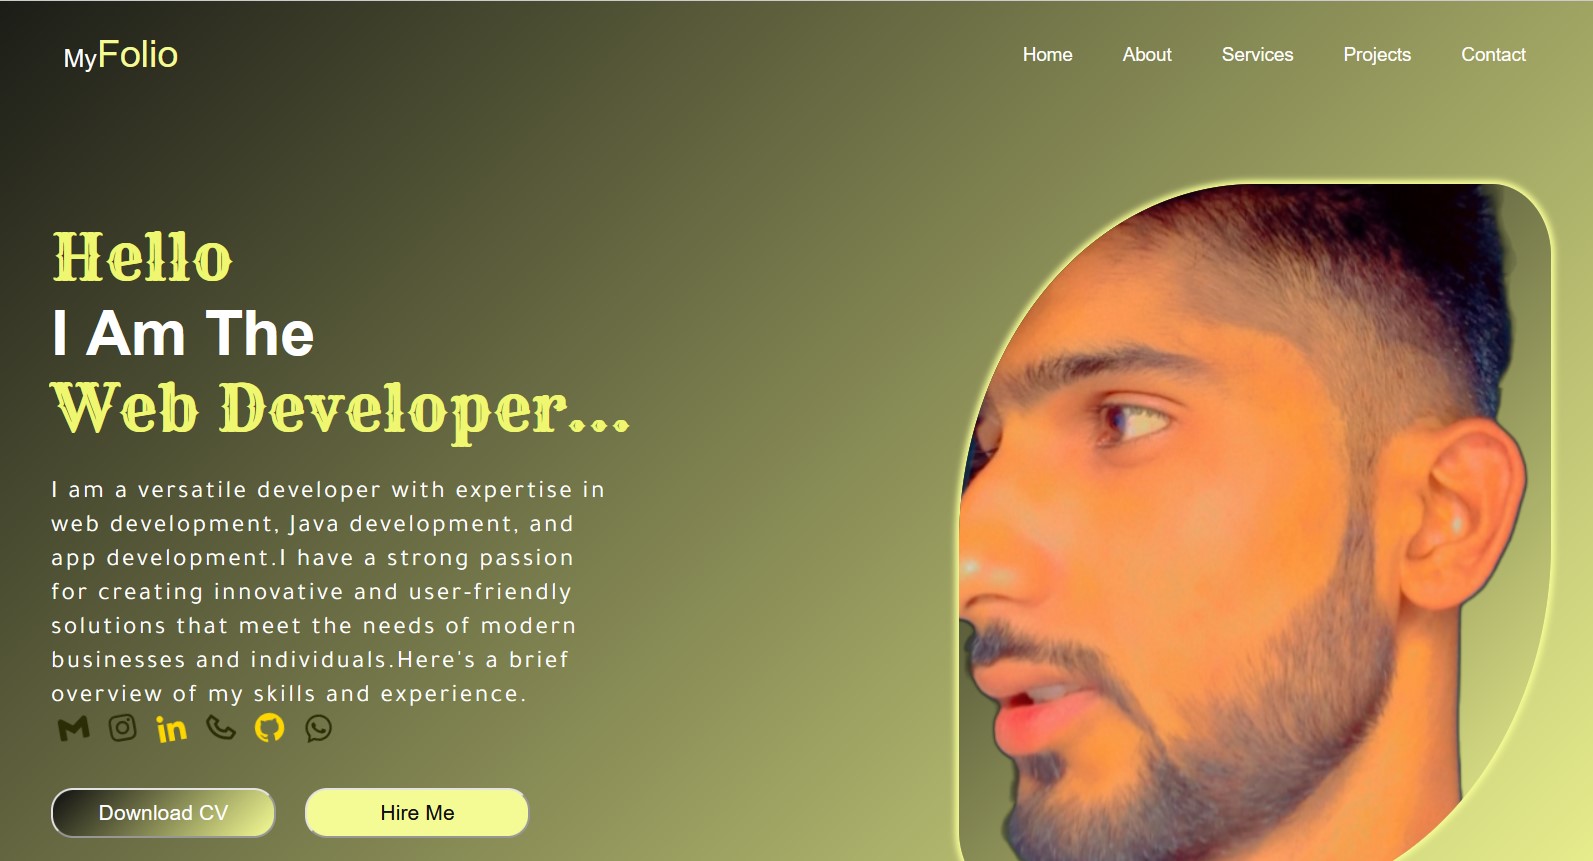 MyFolio
Home About Services Projects Contact
Hello
I Am The
Web Developer...
I am a versatile developer with expertise in
web development, Java development, and
app development.I have a strong passion
for creating innovative and user-friendly
solutions that meet the needs of modern
businesses and individuals.Here's a brief
overview of my skills and experience.
in
Download CV Hire Me